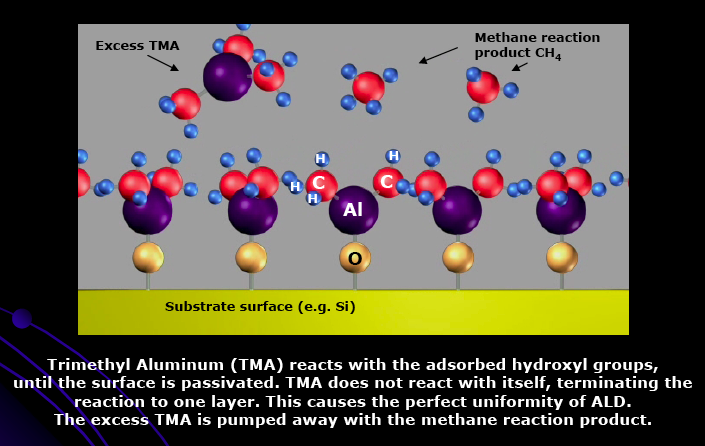 Excess TMA
Methane reaction
product CH₄
H
H
C
C
H
H
Al
O
Substrate surface (e.g. Si)
Trimethyl Aluminum (TMA) reacts with the adsorbed hydroxyl groups,
until the surface is passivated. TMA does not react with itself, terminating the
reaction to one layer. This causes the perfect uniformity of ALD.
The excess TMA is pumped away with the methane reaction product.